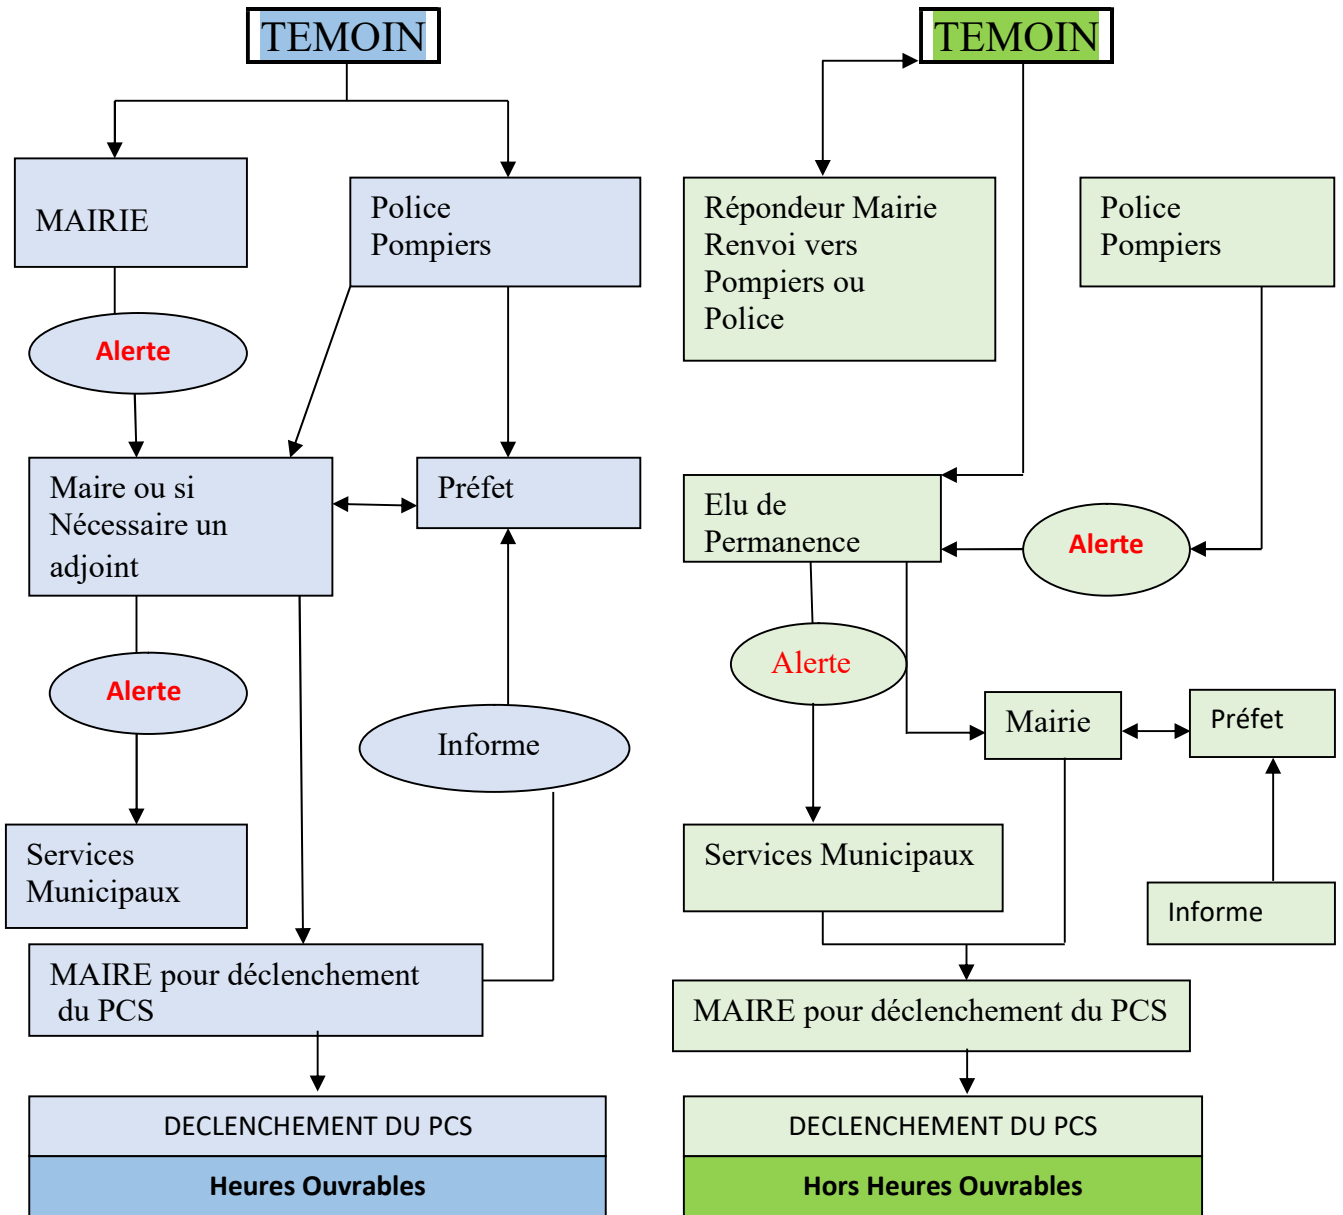 TEMOIN
MAIRIE
Police
Pompiers
Alerte
Maire ou si
Nécessaire un
adjoint
Préfet
Alerte
Informe
Services
Municipaux
MAIRE pour déclenchement
du PCS
DECLENCHEMENT DU PCS
Heures Ouvrables
TEMOIN
Répondeur Mairie
Renvoi vers
Pompiers ou
Police
Police
Pompiers
Elu de
Permanence
Alerte
Alerte
Mairie
Préfet
Services Municipaux
Informe
MAIRE pour déclenchement du PCS
DECLENCHEMENT DU PCS
Hors Heures Ouvrables